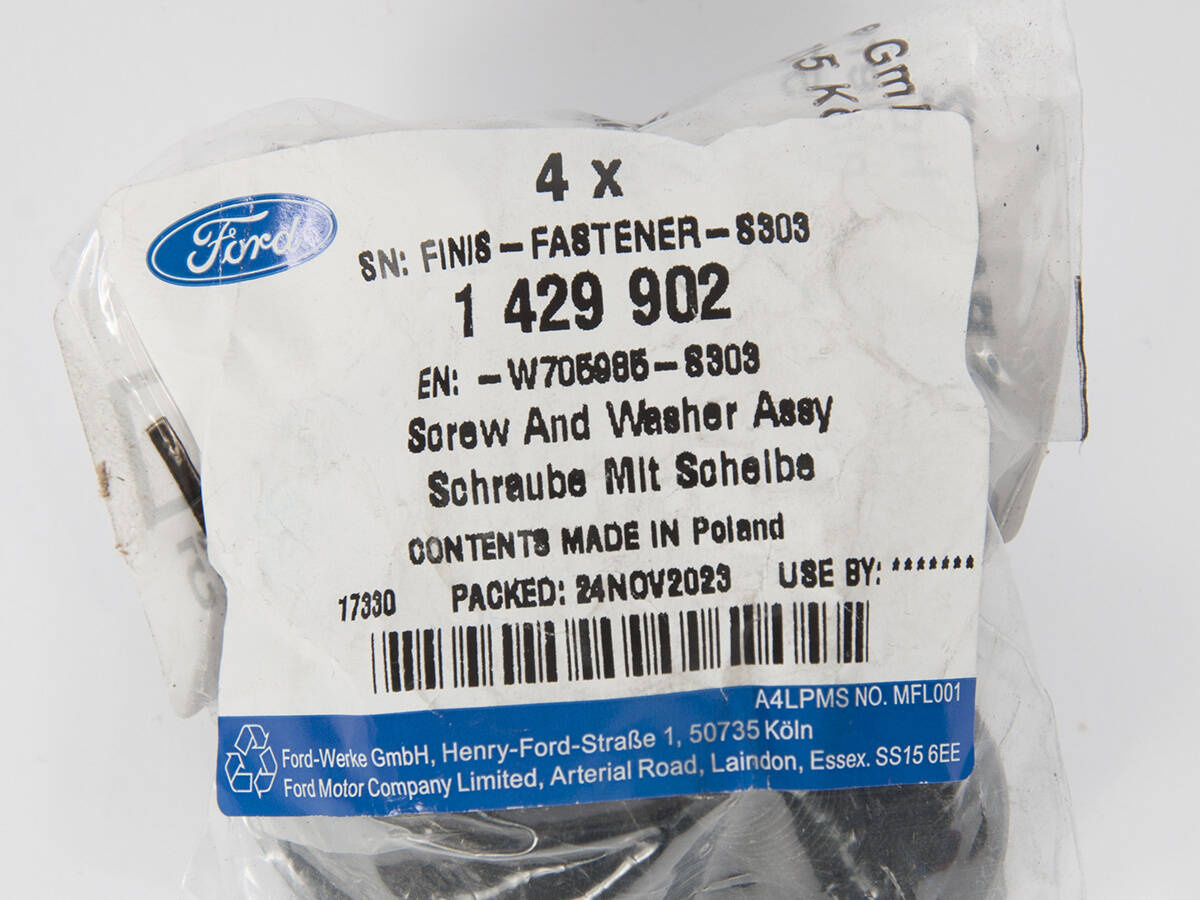 Ford
4 x
SN: FINIS-FASTENER-S303
1 429 902
EN: -W705985-S303
Screw And Washer Assy
Schraube Mit Scheibe
CONTENTS MADE IN Poland
17330 PACKED: 24NOV2023 USE BY: *******
A4LPMS NO. MFL001
Ford-Werke GmbH, Henry-Ford-Straße 1, 50735 Köln
Ford Motor Company Limited, Arterial Road, Laindon, Essex. SS15 6EE